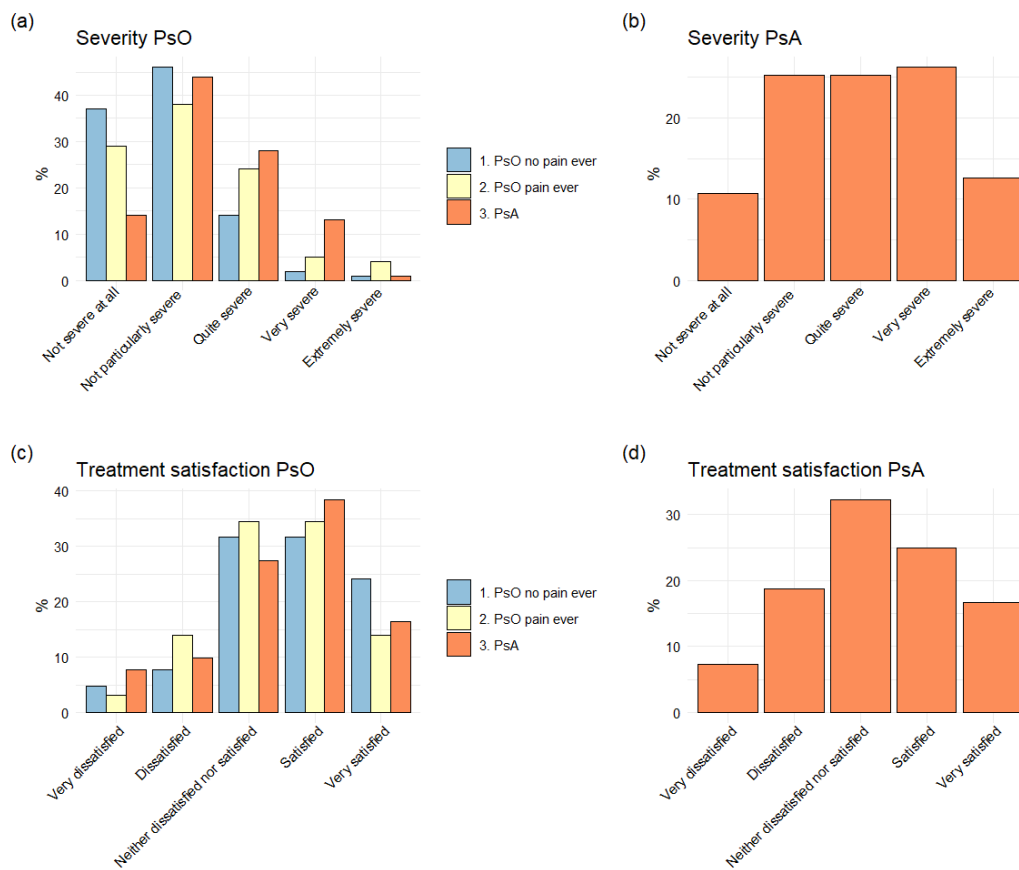 (a)
Severity PsO
%
40
30
20
10
0
Not severe at all
Not particularly severe
Quite severe
Very severe
Extremely severe
1. PsO no pain ever
2. PsO pain ever
3. PsA
(b)
Severity PsA
%
20
10
0
Not severe at all
Not particularly severe
Quite severe
Very severe
Extremely severe
(c)
Treatment satisfaction PsO
%
40
30
20
10
0
Very dissatisfied
Dissatisfied
Neither dissatisfied nor satisfied
Satisfied
Very satisfied
1. PsO no pain ever
2. PsO pain ever
3. PsA
(d)
Treatment satisfaction PsA
%
30
20
10
0
Very dissatisfied
Dissatisfied
Neither dissatisfied nor satisfied
Satisfied
Very satisfied